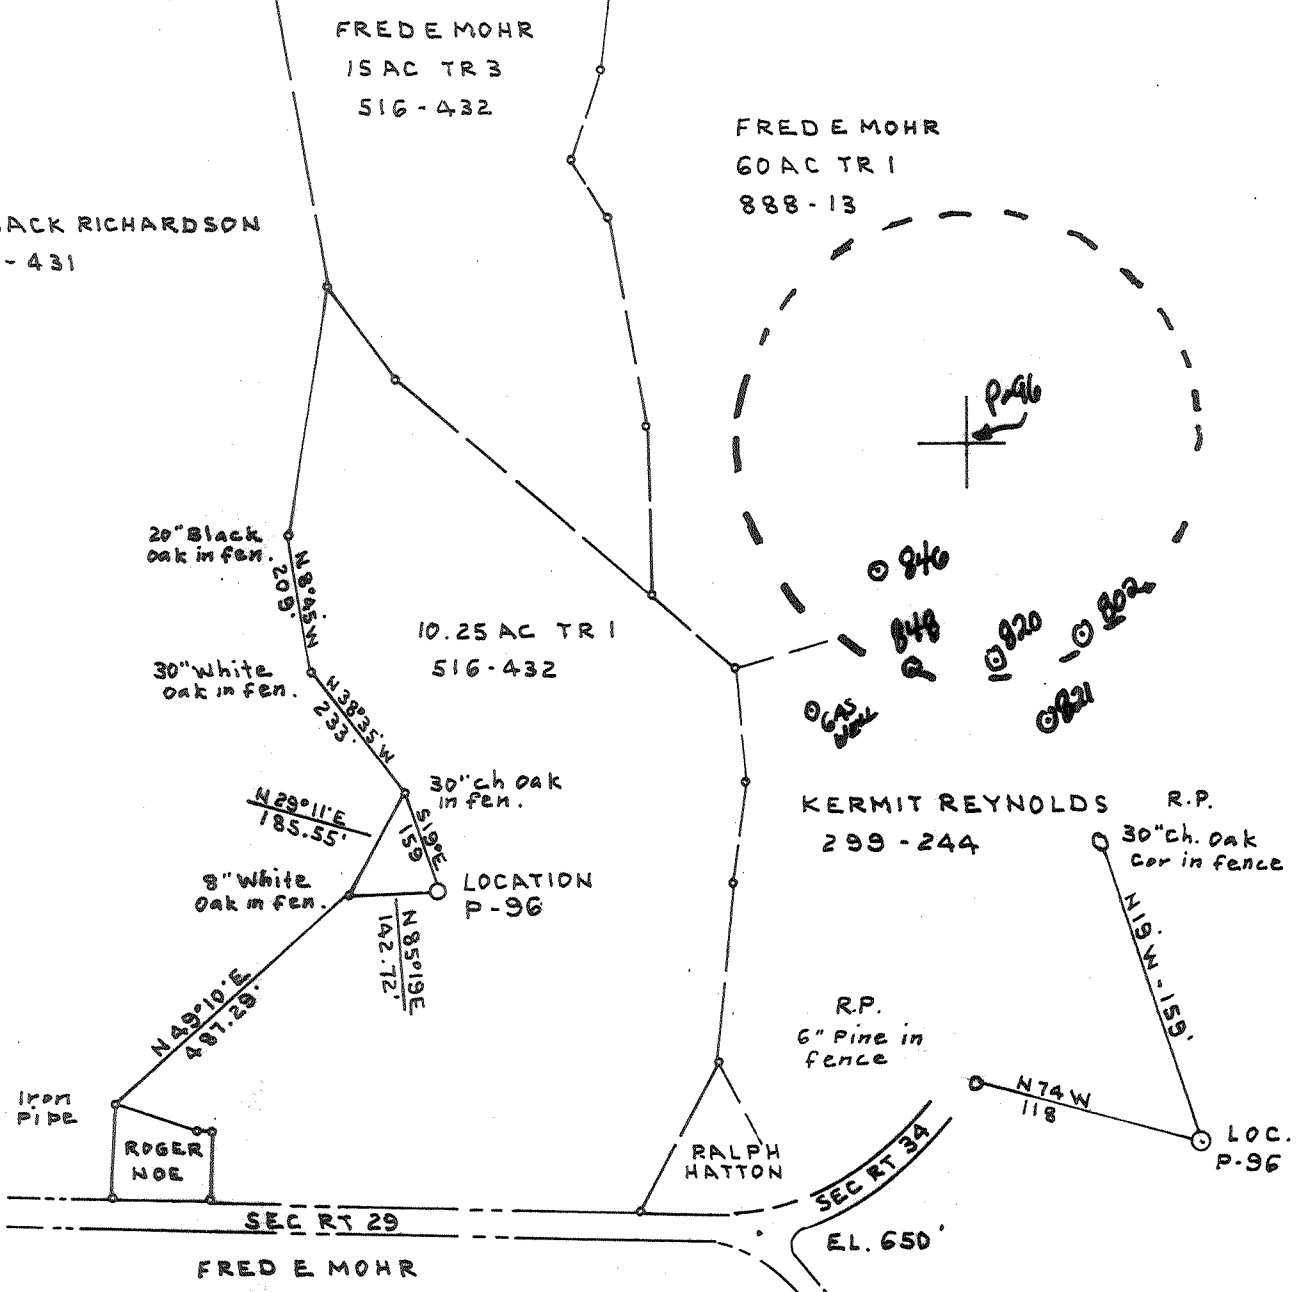 FRED E MOHR
15 AC TR 3
516-432
FRED E MOHR
60 AC TR 1
888-13
ACK RICHARDSON
- 431
P-96
20" Black
oak in fen.
N 8°45'W
209'
846
848
820
802
821
GAS
WELL
10.25 AC TR 1
516-432
30" White
Oak in fen.
N 38°35'W
233'
30" ch Oak
in fen.
N 29°11'E
185.55'
S19°E
159
8" White
Oak in fen.
LOCATION
P-96
N 85°19E
142.72'
KERMIT REYNOLDS
299-244
R.P.
30" Ch. Oak
Cor in fence
N19°W-159'
N 49°10'E
487.29'
R.P.
6" Pine in
fence
N74W
118
LOC.
P-96
Iron
PIPE
ROGER
NOE
RALPH
HATTON
SEC RT 34
SEC RT 29
EL. 650'
FRED E MOHR